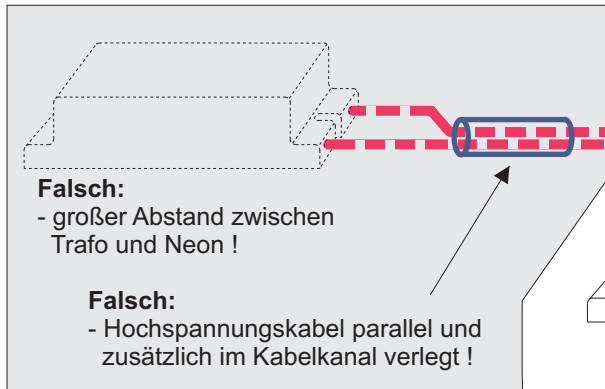 Falsch:
- großer Abstand zwischen
Trafo und Neon !
Falsch:
- Hochspannungskabel parallel und
zusätzlich im Kabelkanal verlegt !